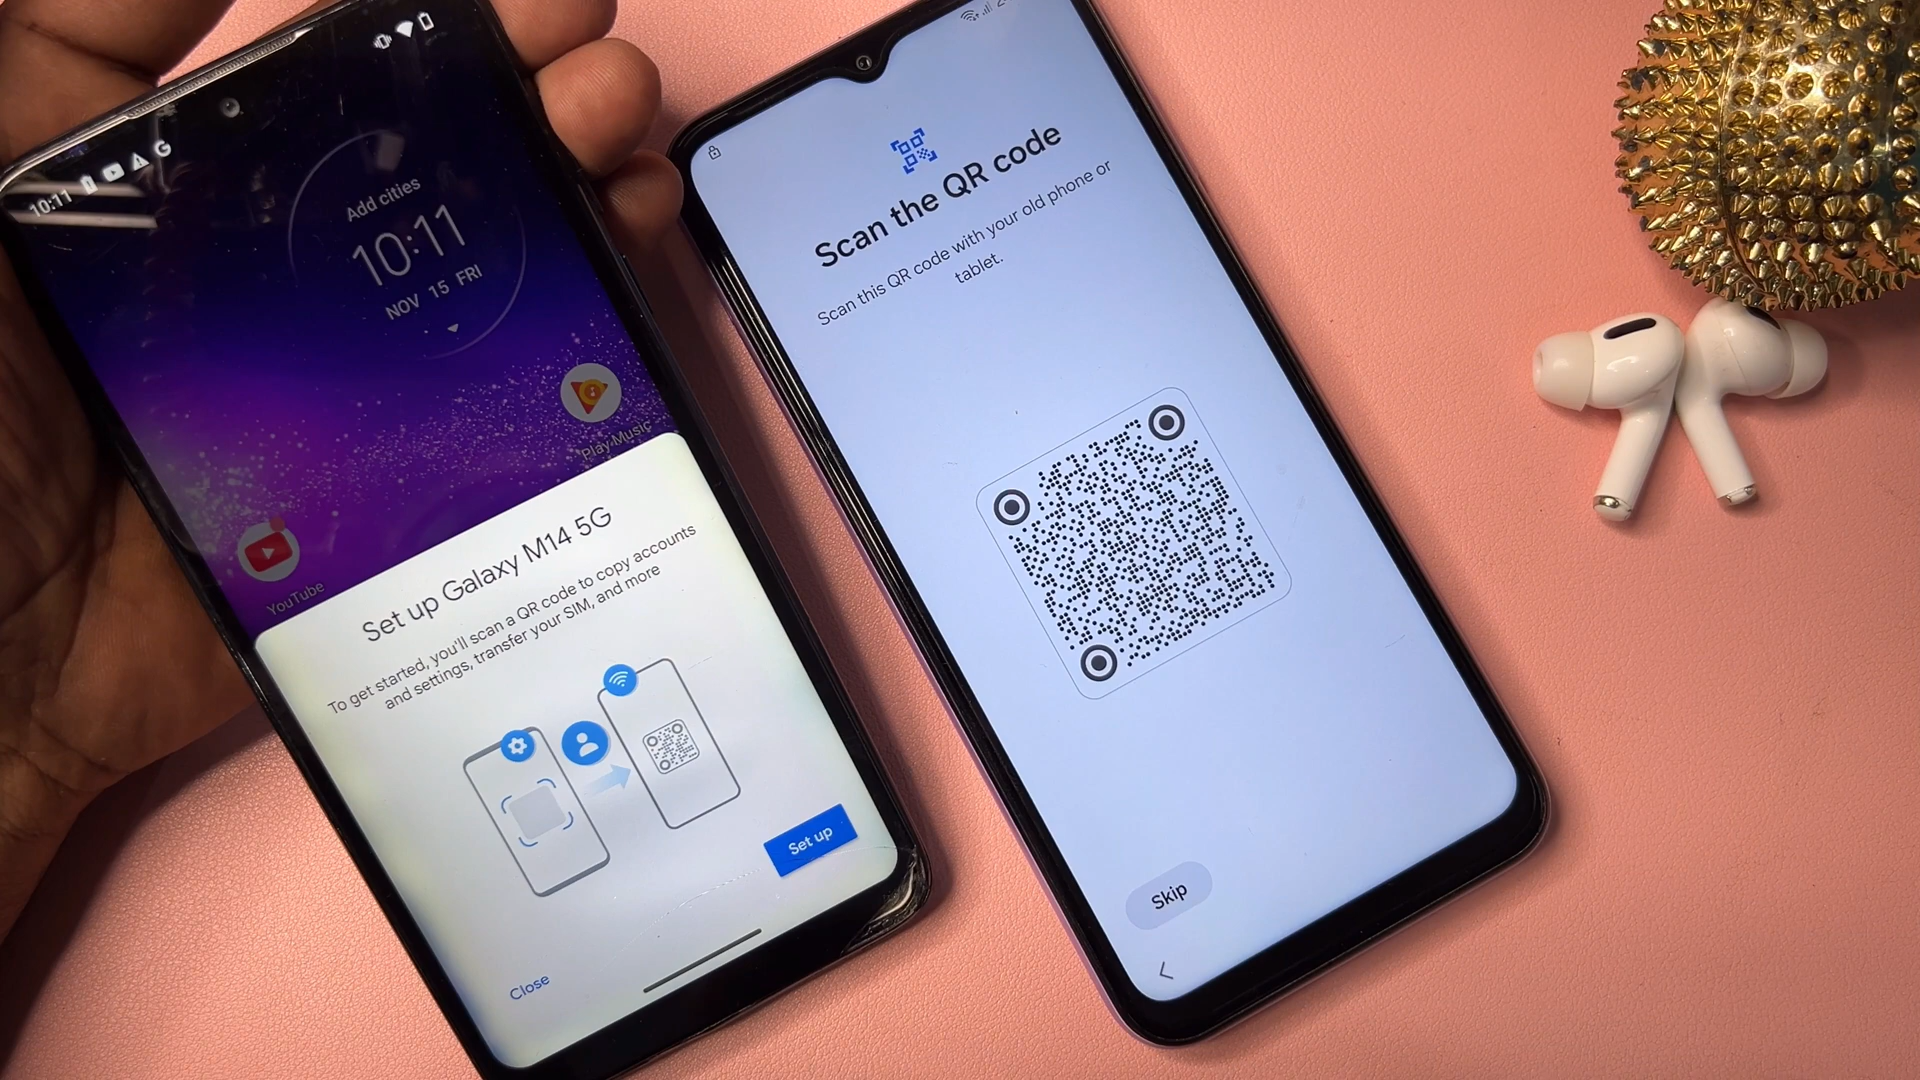 10:11
Add cities
10:11
NOV 15 FRI
Play Music
YouTube
Set up Galaxy M14 5G
To get started, you'll scan a QR code to copy accounts
and settings, transfer your SIM, and more
Set up
Close
Scan the QR code
Scan this QR code with your old phone or
tablet.
Skip